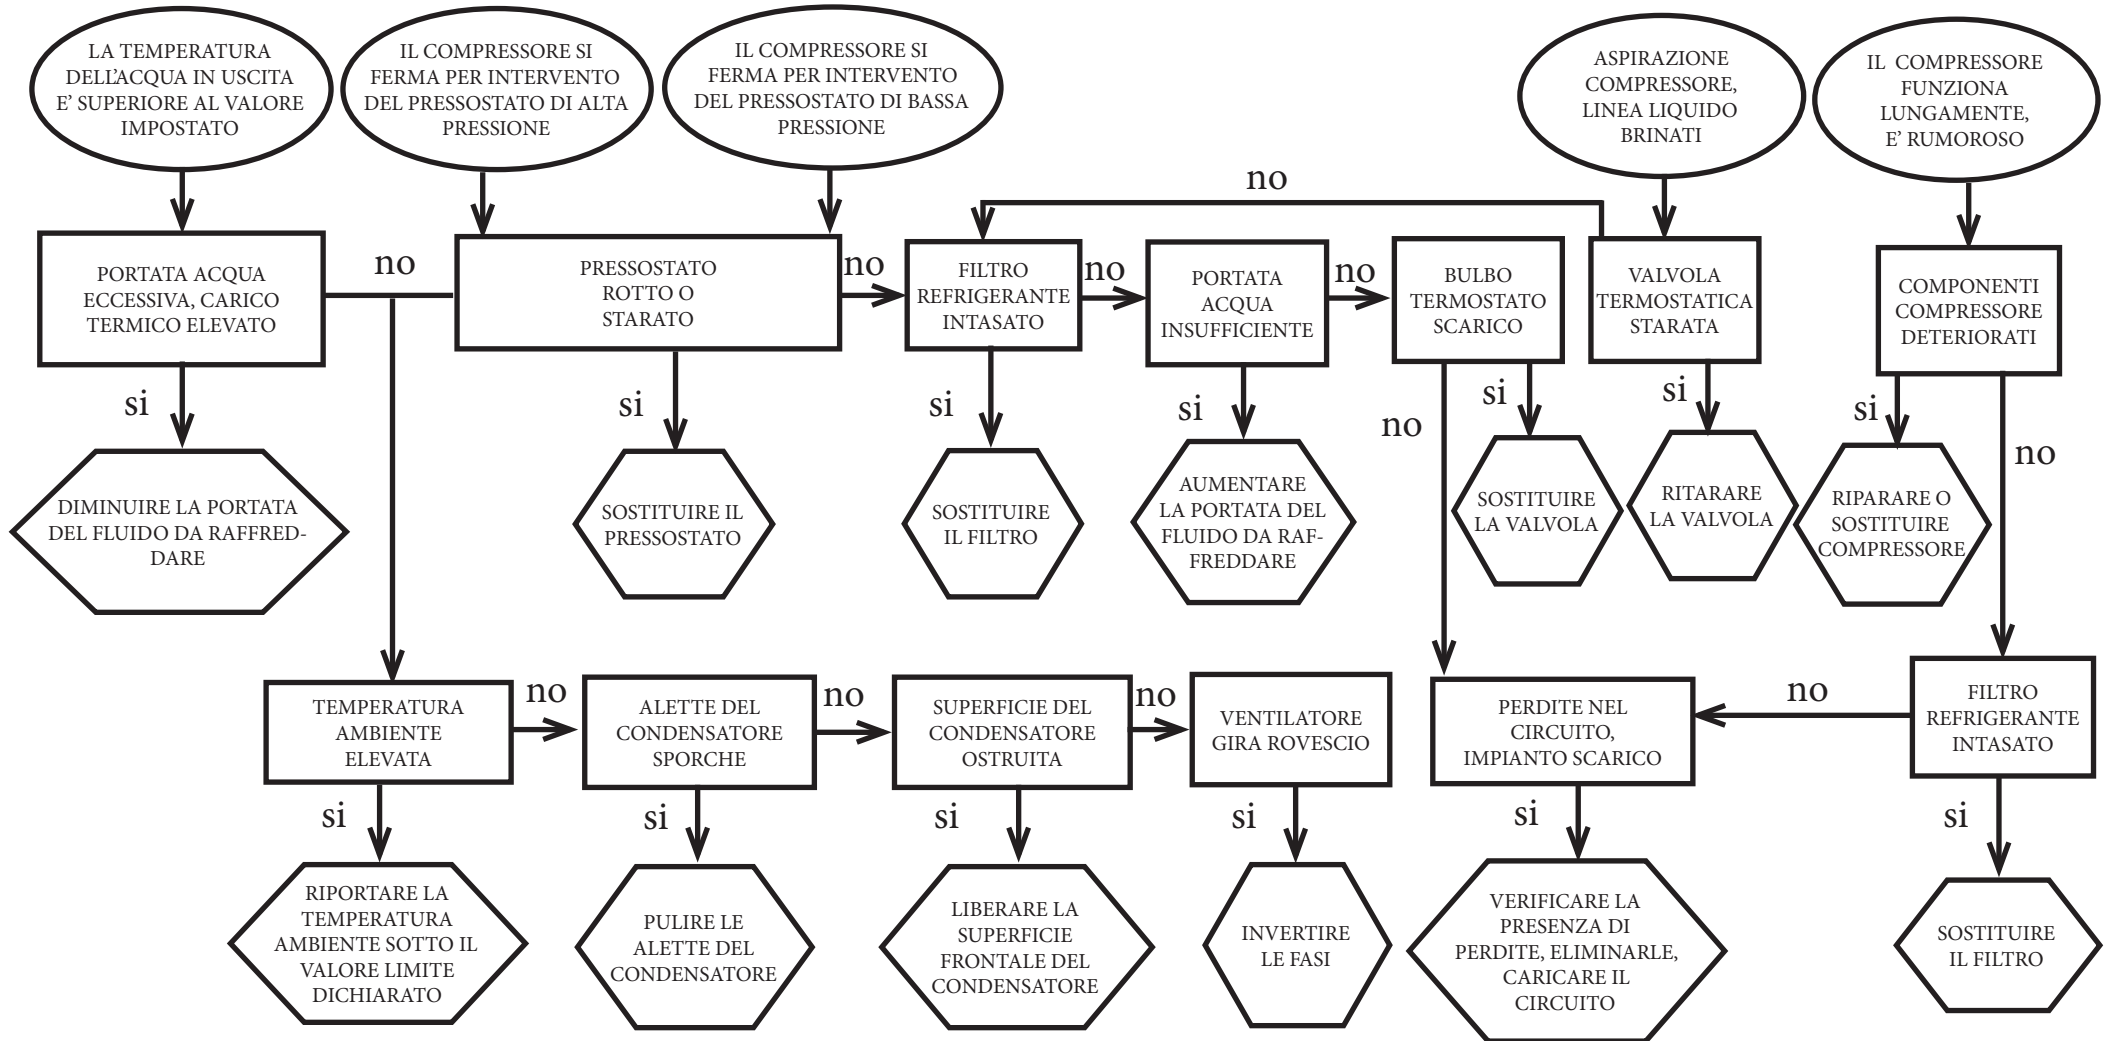 LA TEMPERATURA
DELL'ACQUA IN USCITA
E' SUPERIORE AL VALORE
IMPOSTATO
IL COMPRESSORE SI
FERMA PER INTERVENTO
DEL PRESSOSTATO DI ALTA
PRESSIONE
IL COMPRESSORE SI
FERMA PER INTERVENTO
DEL PRESSOSTATO DI BASSA
PRESSIONE
ASPIRAZIONE
COMPRESSORE,
LINEA LIQUIDO
BRINATI
IL COMPRESSORE
FUNZIONA
LUNGAMENTE,
E' RUMOROSO
no
PORTATA ACQUA
ECCESSIVA, CARICO
TERMICO ELEVATO
no
PRESSOSTATO
ROTTO O
STARATO
no
FILTRO
REFRIGERANTE
INTASATO
no
PORTATA
ACQUA
INSUFFICIENTE
no
BULBO
TERMOSTATO
SCARICO
VALVOLA
TERMOSTATICA
STARATA
COMPONENTI
COMPRESSORE
DETERIORATI
si
si
si
si
no
si
si
si
no
DIMINUIRE LA PORTATA
DEL FLUIDO DA RAFFRED-
DARE
SOSTITUIRE IL
PRESSOSTATO
SOSTITUIRE
IL FILTRO
AUMENTARE
LA PORTATA DEL
FLUIDO DA RAF-
FREDDARE
SOSTITUIRE
LA VALVOLA
RITARARE
LA VALVOLA
RIPARARE O
SOSTITUIRE
COMPRESSORE
TEMPERATURA
AMBIENTE
ELEVATA
no
ALETTE DEL
CONDENSATORE
SPORCHE
no
SUPERFICIE DEL
CONDENSATORE
OSTRUITA
no
VENTILATORE
GIRA ROVESCIO
PERDITE NEL
CIRCUITO,
IMPIANTO SCARICO
no
FILTRO
REFRIGERANTE
INTASATO
si
si
si
si
si
si
RIPORTARE LA
TEMPERATURA
AMBIENTE SOTTO IL
VALORE LIMITE
DICHIARATO
PULIRE LE
ALETTE DEL
CONDENSATORE
LIBERARE LA
SUPERFICIE
FRONTALE DEL
CONDENSATORE
INVERTIRE
LE FASI
VERIFICARE LA
PRESENZA DI
PERDITE, ELIMINARLE,
CARICARE IL
CIRCUITO
SOSTITUIRE
IL FILTRO